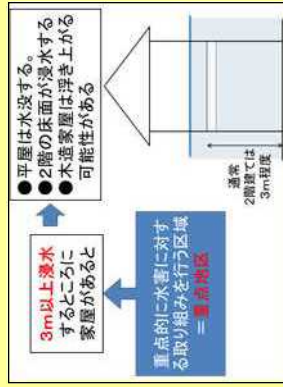 3m以上浸水
するところに
家屋があると
●平屋は水没する。
●2階の床面が浸水する
●木造家屋は浮き上がる
可能性がある
重点的に水害に対す
る取り組みを行う区域
＝重点地区
通常
2階建ては
3m程度